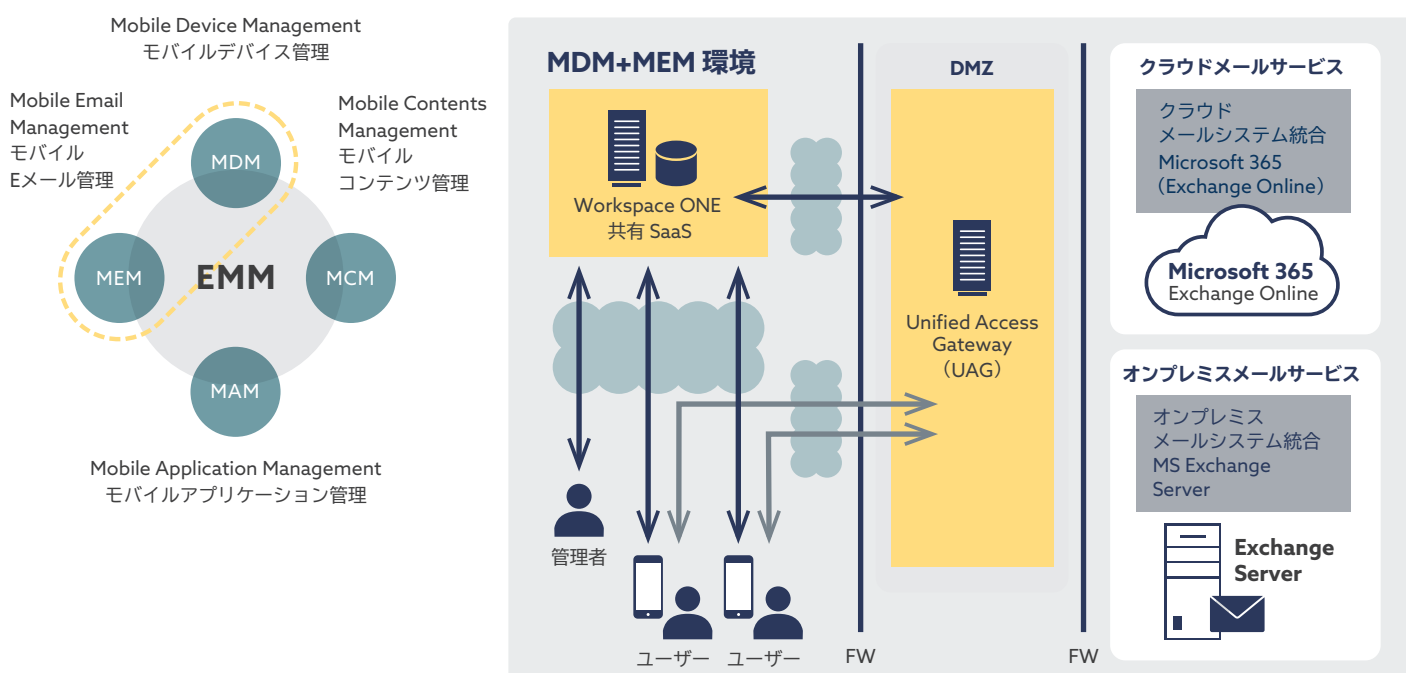 Mobile Device Management
モバイルデバイス管理
Mobile Email
Management
モバイル
Eメール管理
Mobile Contents
Management
モバイル
コンテンツ管理
MDM
MEM
EMM
MCM
MAM
Mobile Application Management
モバイルアプリケーション管理
MDM+MEM 環境
Workspace ONE
共有 SaaS
管理者
ユーザー
ユーザー
FW
DMZ
Unified Access
Gateway
（UAG）
FW
クラウドメールサービス
クラウド
メールシステム統合
Microsoft 365
（Exchange Online）
Microsoft 365
Exchange Online
オンプレミスメールサービス
オンプレミス
メールシステム統合
MS Exchange
Server
Exchange
Server